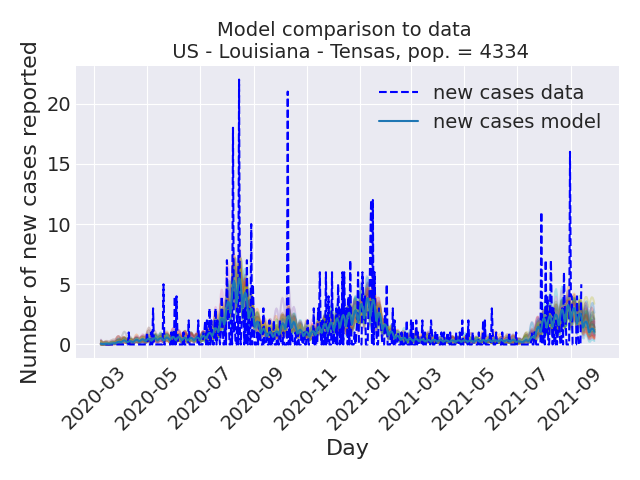 Model comparison to data
US - Louisiana - Tensas, pop. = 4334
Number of new cases reported
20
15
10
5
0
new cases data
new cases model
2020-03
2020-05
2020-07
2020-09
2020-11
2021-01
2021-03
2021-05
2021-07
2021-09
Day